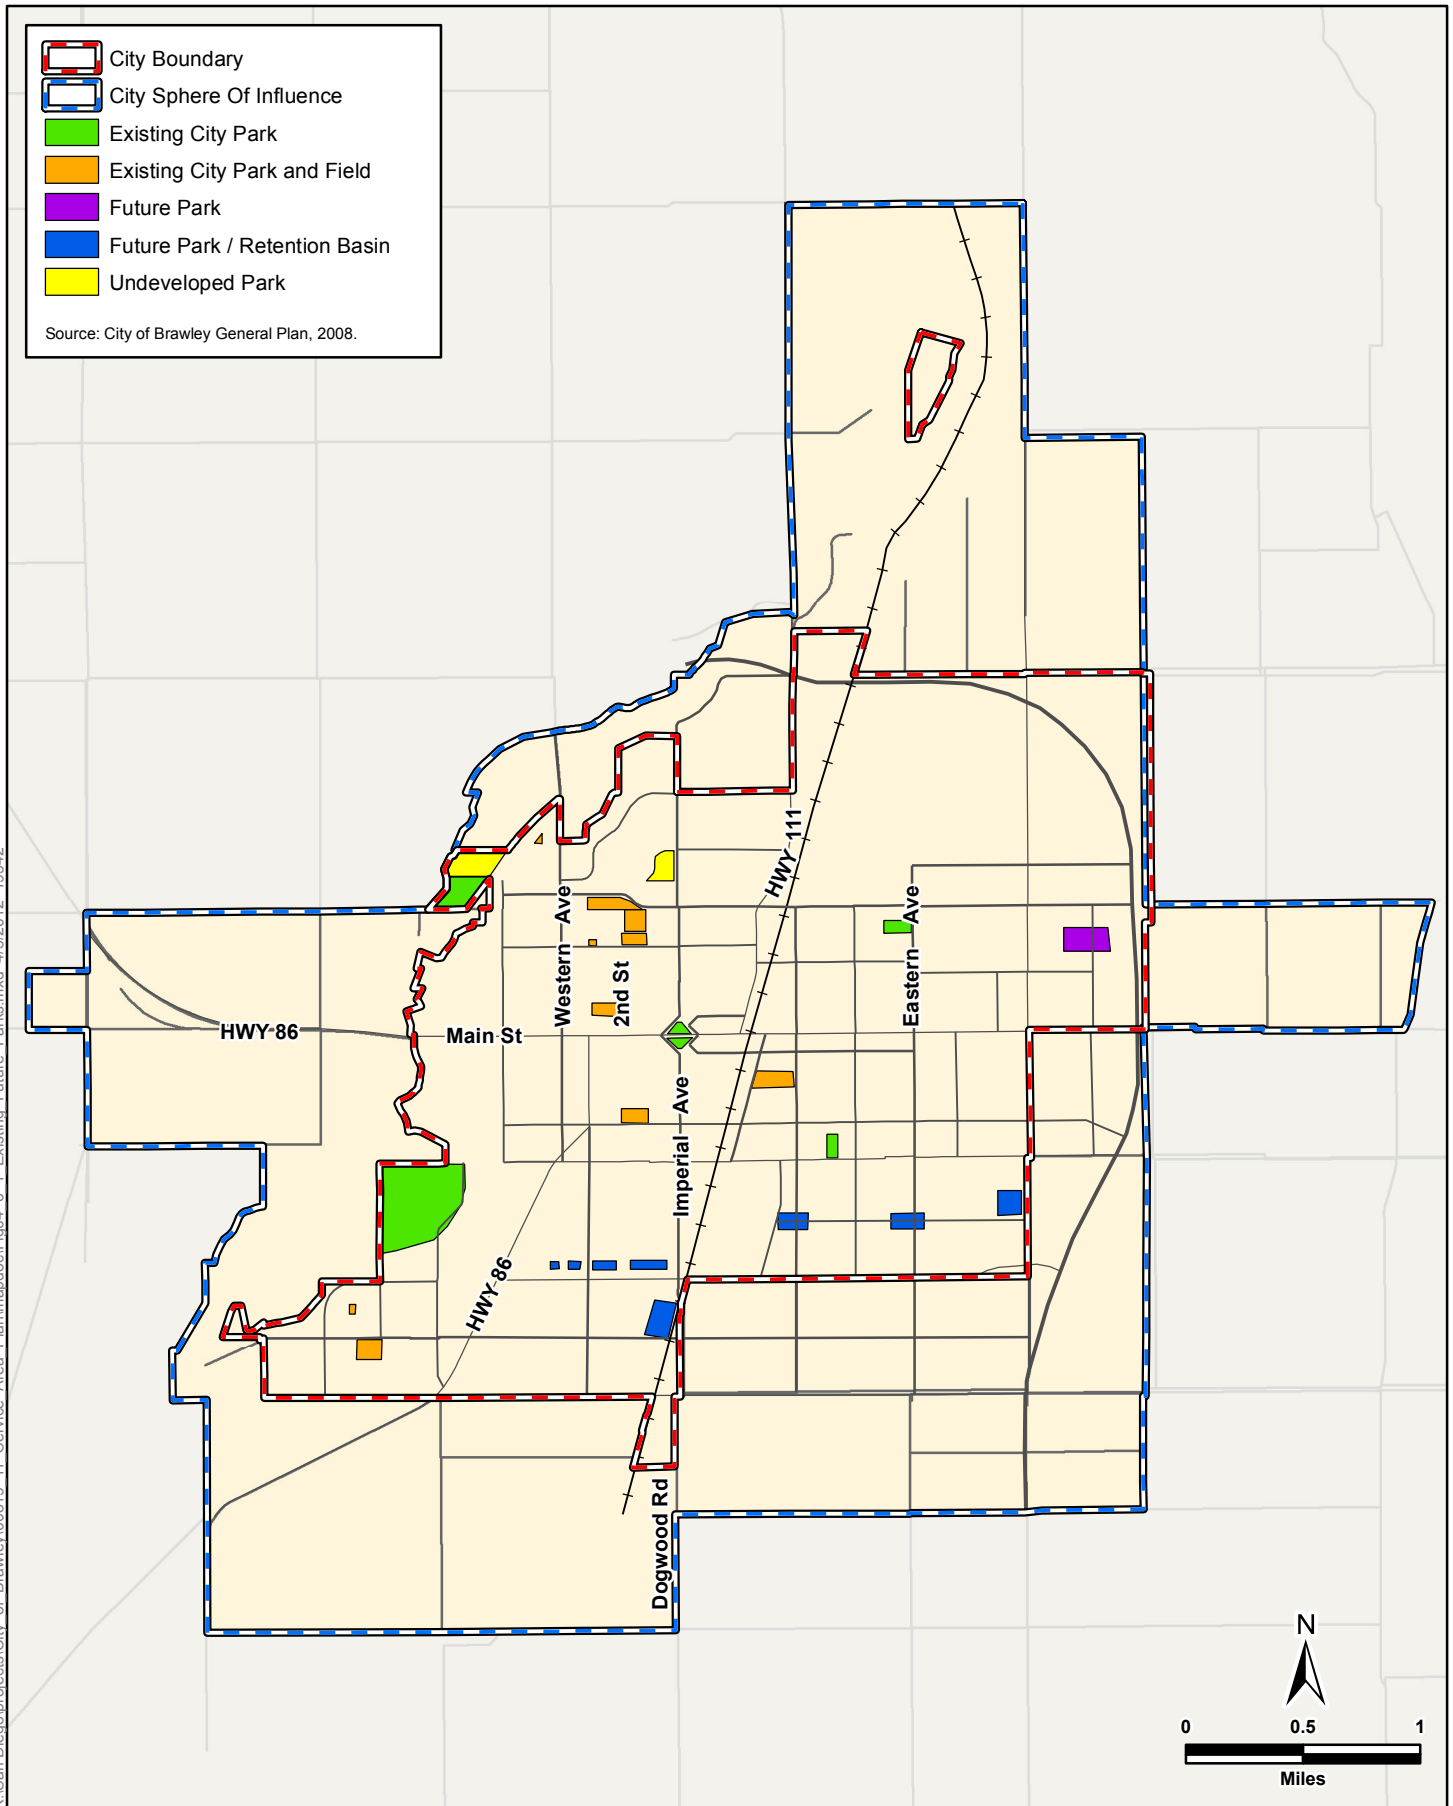 City Boundary
City Sphere Of Influence
Existing City Park
Existing City Park and Field
Future Park
Future Park / Retention Basin
Undeveloped Park
Source: City of Brawley General Plan, 2008.
HWY 111
Western Ave
2nd St
Eastern Ave
HWY 86
Main St
Imperial Ave
HWY 86
Dogwood Rd
N
0 0.5 1
Miles